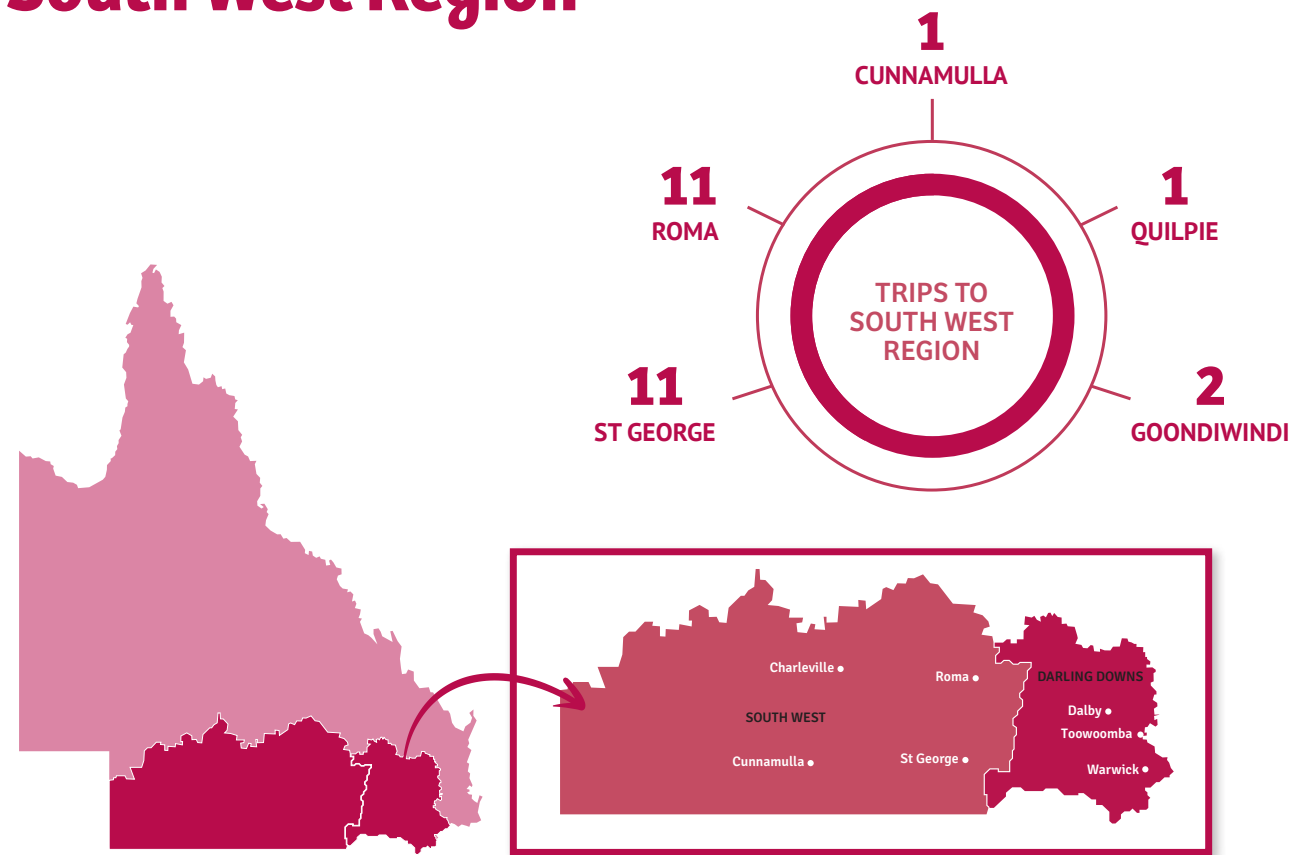 South West Region
1
CUNNAMULLA
11
ROMA
1
QUILPIE
TRIPS TO
SOUTH WEST
REGION
11
ST GEORGE
2
GOONDIWINDI
Charleville
Roma
DARLING DOWNS
SOUTH WEST
Dalby
Toowoomba
Cunnamulla
St George
Warwick